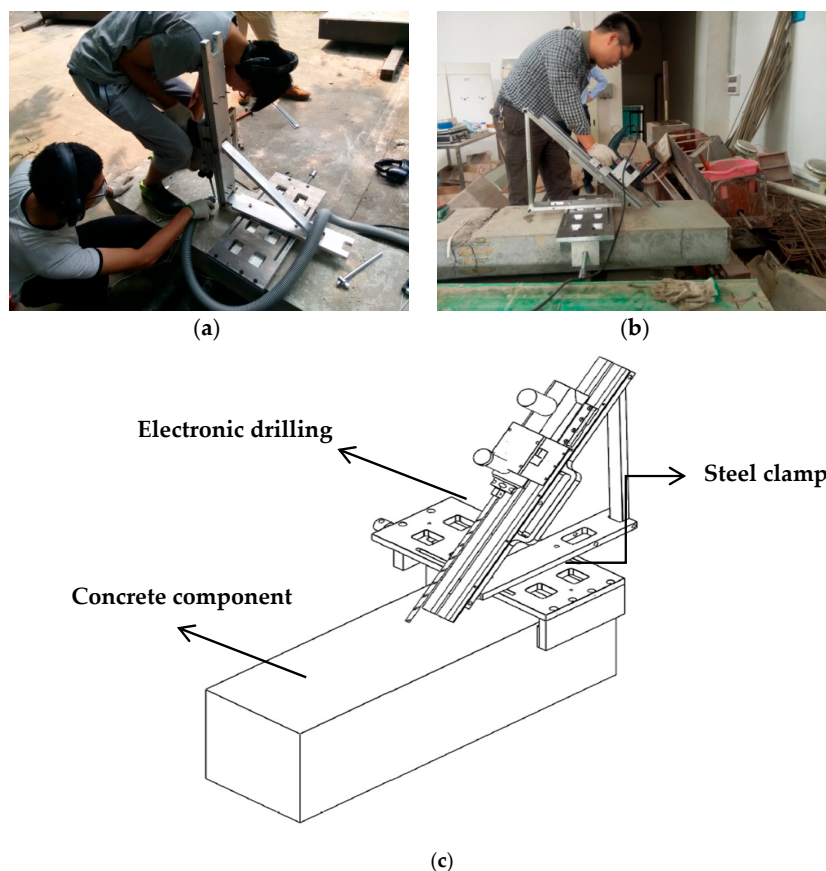 (a)
(b)
Electronic drilling
Steel clamp
Concrete component
(c)